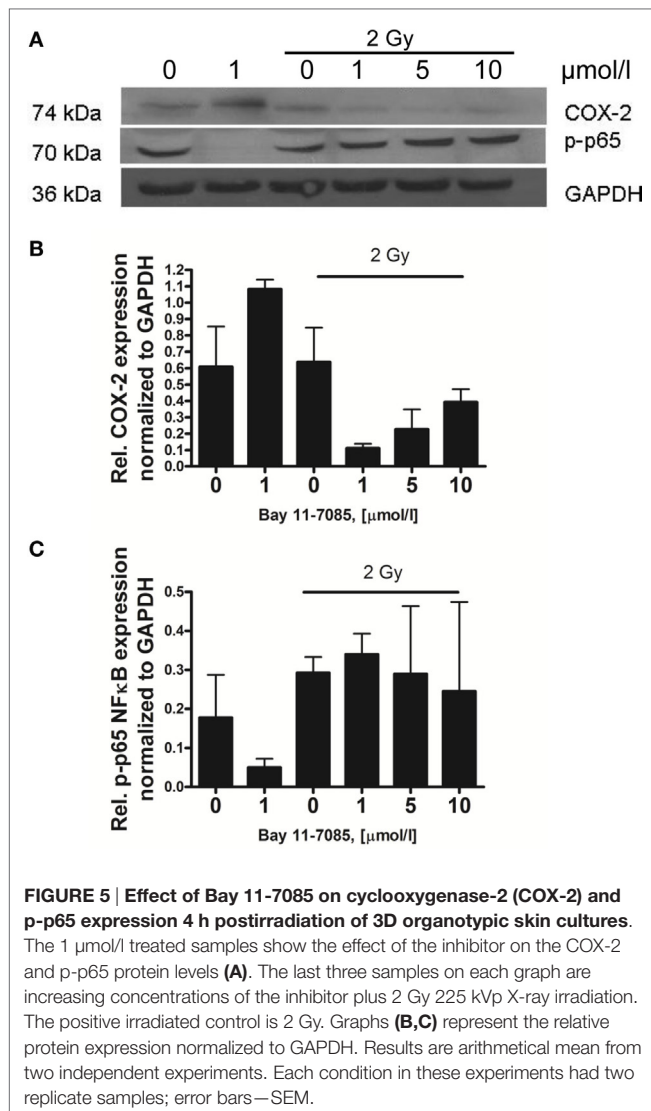 A
2 Gy
0 1 0 1 5 10 µmol/l
74 kDa COX-2
70 kDa p-p65
36 kDa GAPDH
B
Rel. COX-2 expression
normalized to GAPDH
2 Gy
1.2
1.1
1.0
0.9
0.8
0.7
0.6
0.5
0.4
0.3
0.2
0.1
0.0
0 1 0 1 5 10
Bay 11-7085, [µmol/l]
C
Rel. p-p65 NFκB expression
normalized to GAPDH
2 Gy
0.5
0.4
0.3
0.2
0.1
0.0
0 1 0 1 5 10
Bay 11-7085, [µmol/l]
FIGURE 5 | Effect of Bay 11-7085 on cyclooxygenase-2 (COX-2) and
p-p65 expression 4 h postirradiation of 3D organotypic skin cultures.
The 1 µmol/l treated samples show the effect of the inhibitor on the COX-2
and p-p65 protein levels (A). The last three samples on each graph are
increasing concentrations of the inhibitor plus 2 Gy 225 kVp X-ray irradiation.
The positive irradiated control is 2 Gy. Graphs (B,C) represent the relative
protein expression normalized to GAPDH. Results are arithmetical mean from
two independent experiments. Each condition in these experiments had two
replicate samples; error bars—SEM.